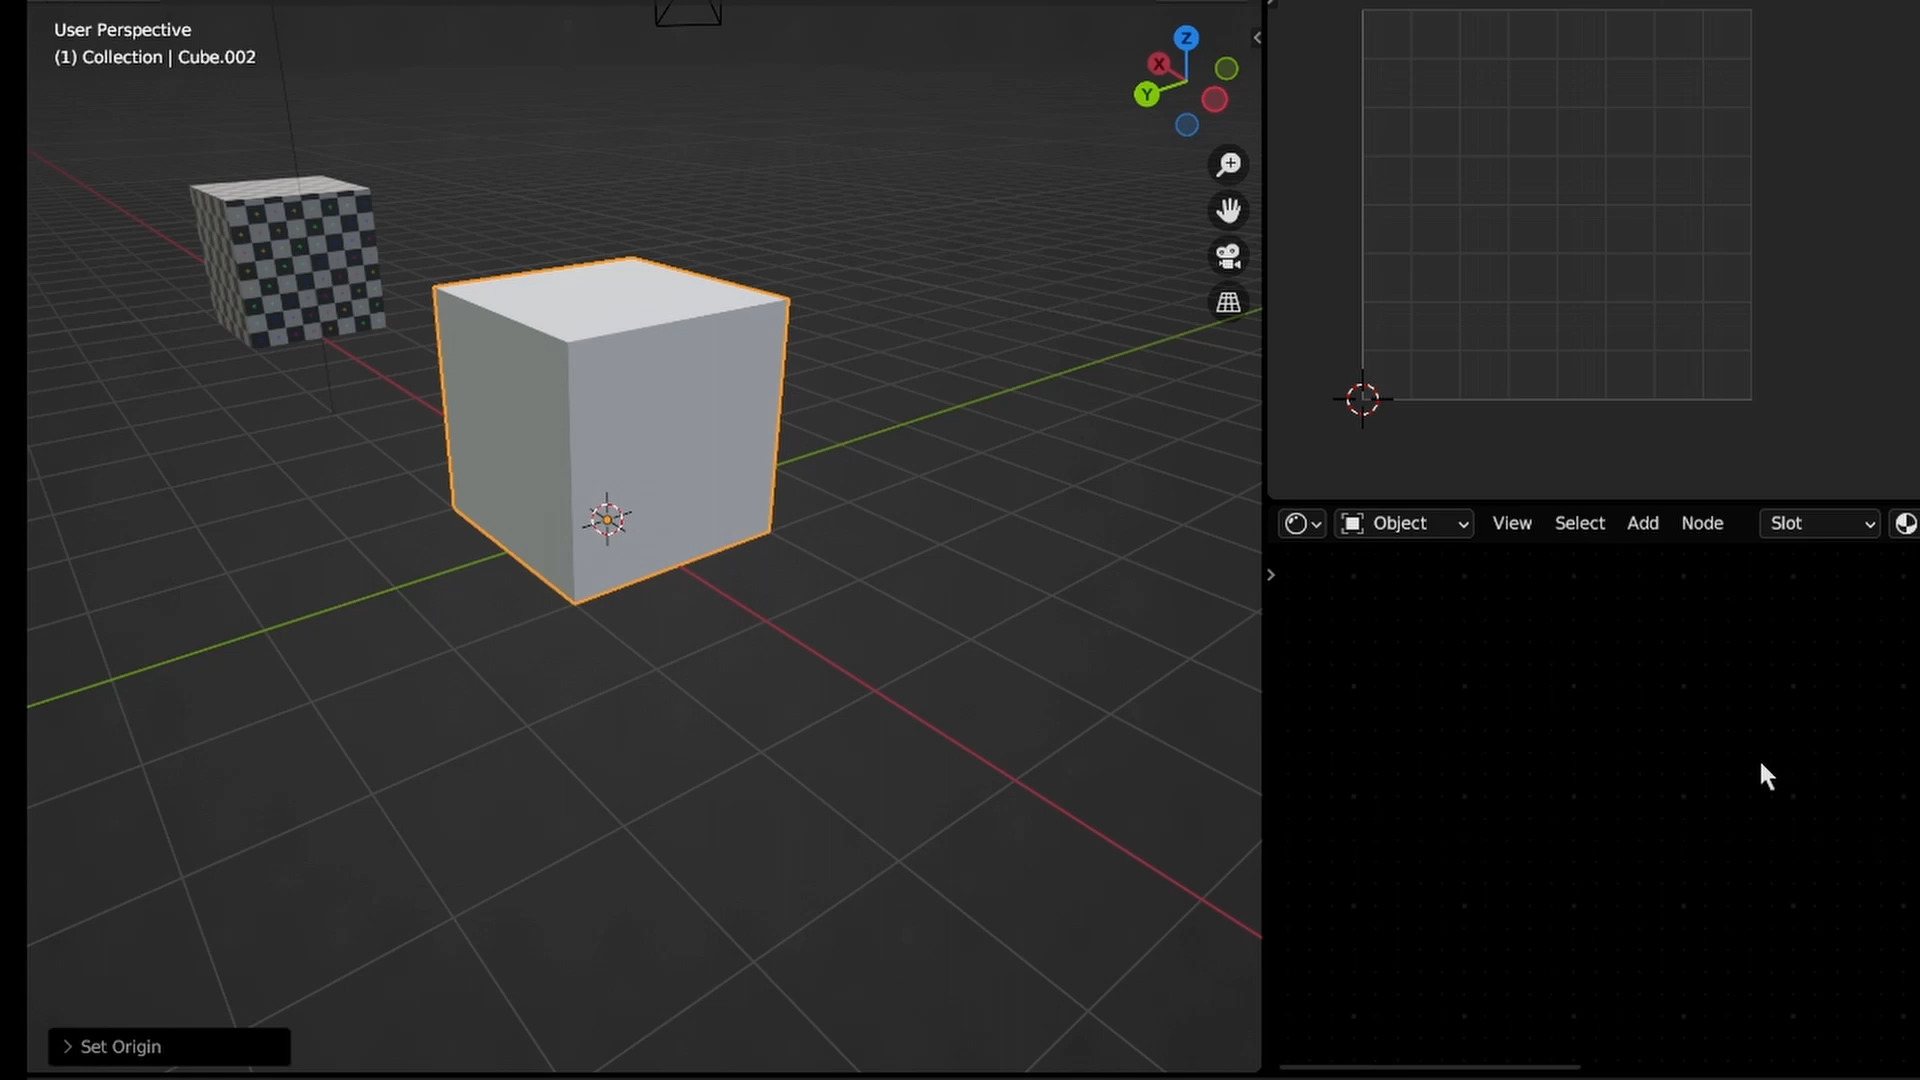 User Perspective
(1) Collection | Cube.002
Z
X
Y
Object
View
Select
Add
Node
Slot
Set Origin